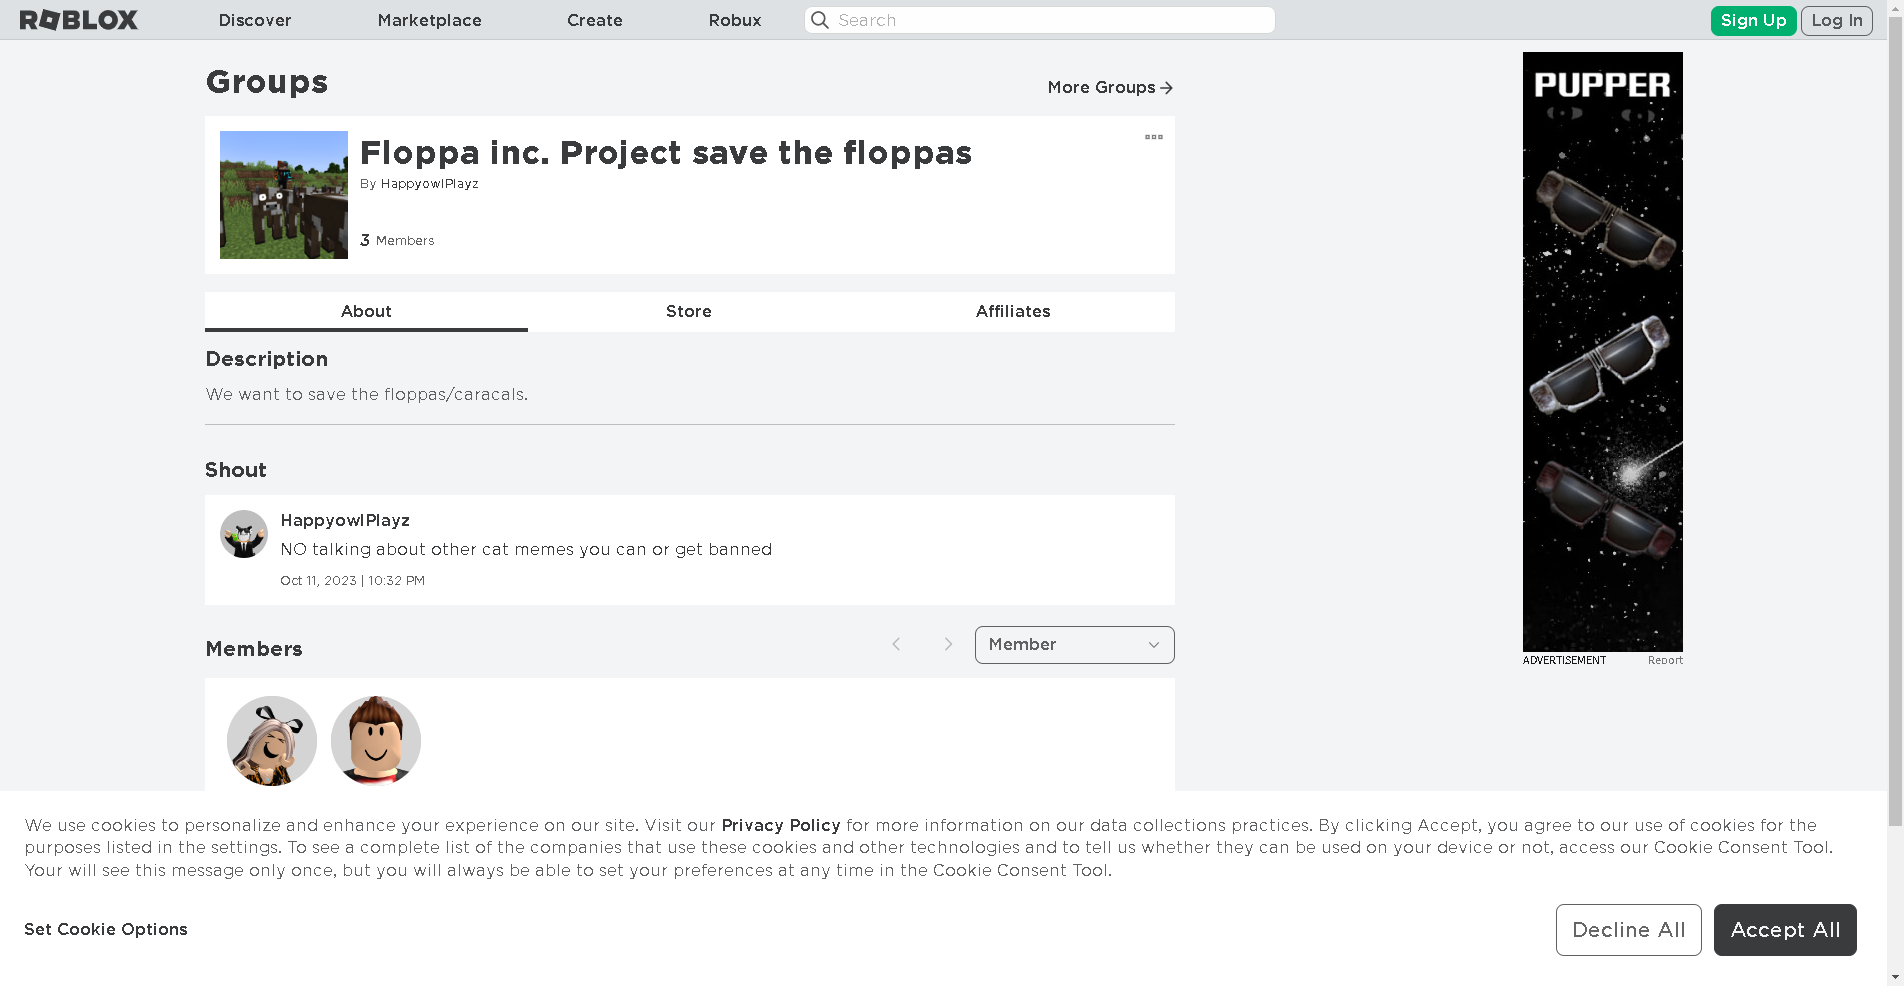 ROBLOX
Discover
Marketplace
Create
Robux
Search
Sign Up
Log In
Groups
More Groups
Floppa inc. Project save the floppas
By HappyowlPlayz
3 Members
About
Store
Affiliates
Description
We want to save the floppas/caracals.
Shout
HappyowlPlayz
NO talking about other cat memes you can or get banned
Oct 11, 2023 | 10:32 PM
Members
Member
PUPPER
ADVERTISEMENT
Report
We use cookies to personalize and enhance your experience on our site. Visit our Privacy Policy for more information on our data collections practices. By clicking Accept, you agree to our use of cookies for the
purposes listed in the settings. To see a complete list of the companies that use these cookies and other technologies and to tell us whether they can be used on your device or not, access our Cookie Consent Tool.
Your will see this message only once, but you will always be able to set your preferences at any time in the Cookie Consent Tool.
Set Cookie Options
Decline All
Accept All